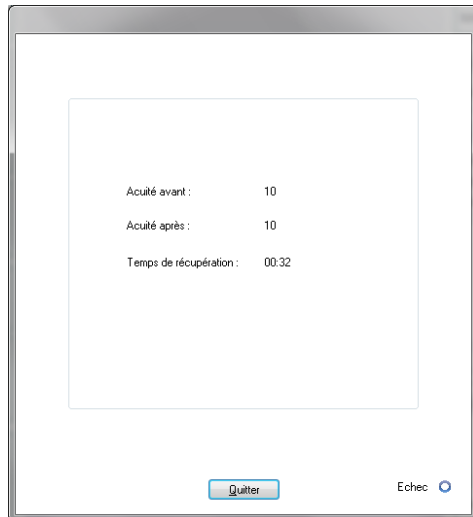 Acuité avant : 10
Acuité après : 10
Temps de récupération : 00:32
Quitter
Echec